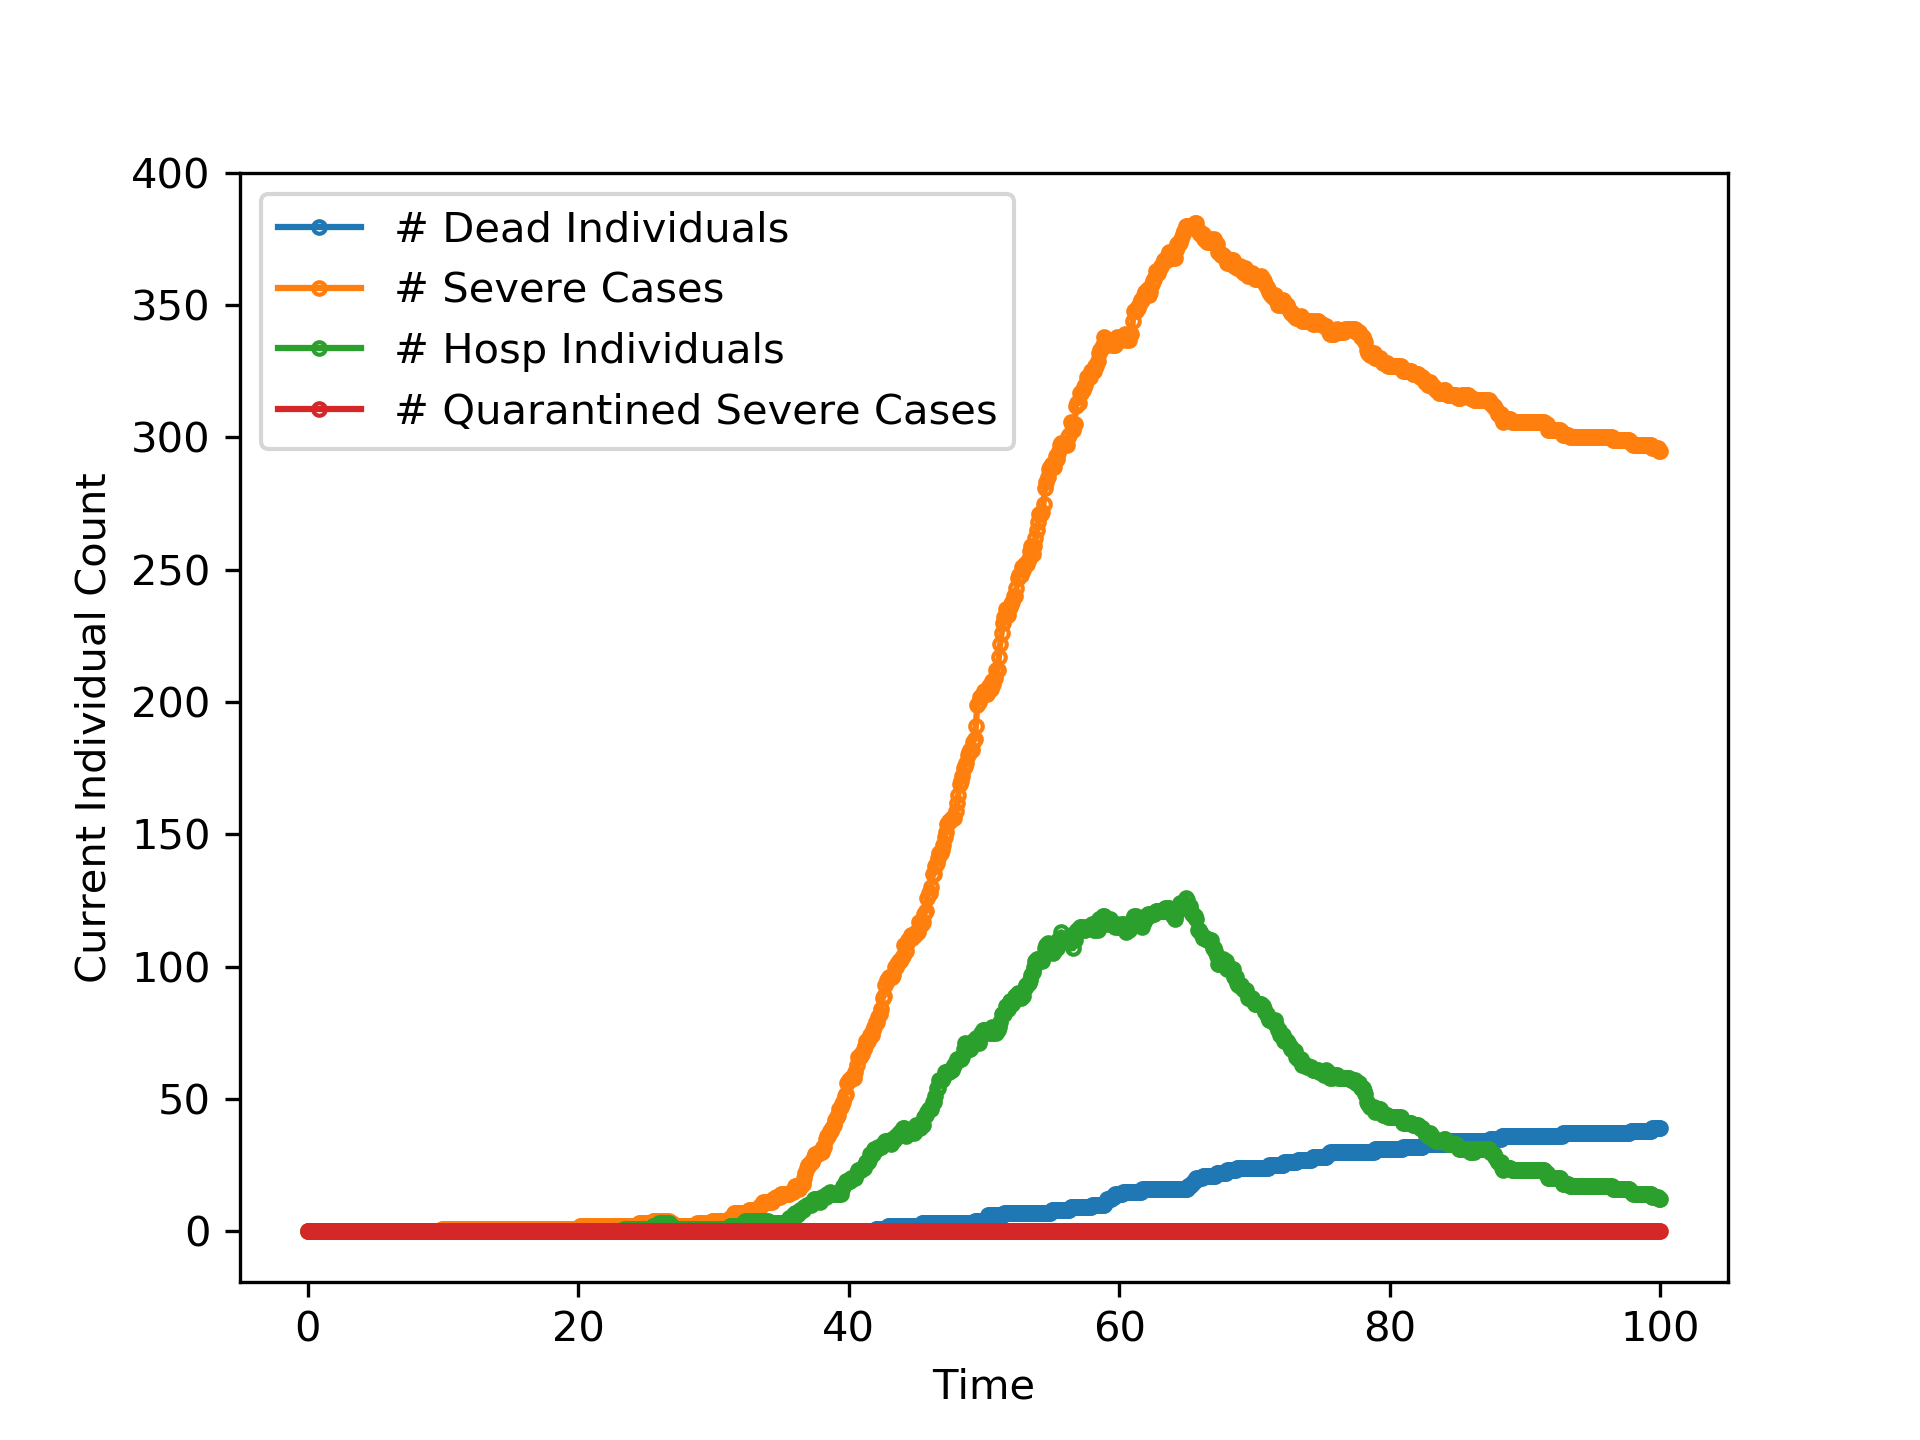 400
350
300
250
200
150
100
50
0
Current Individual Count
# Dead Individuals
# Severe Cases
# Hosp Individuals
# Quarantined Severe Cases
0 20 40 60 80 100
Time